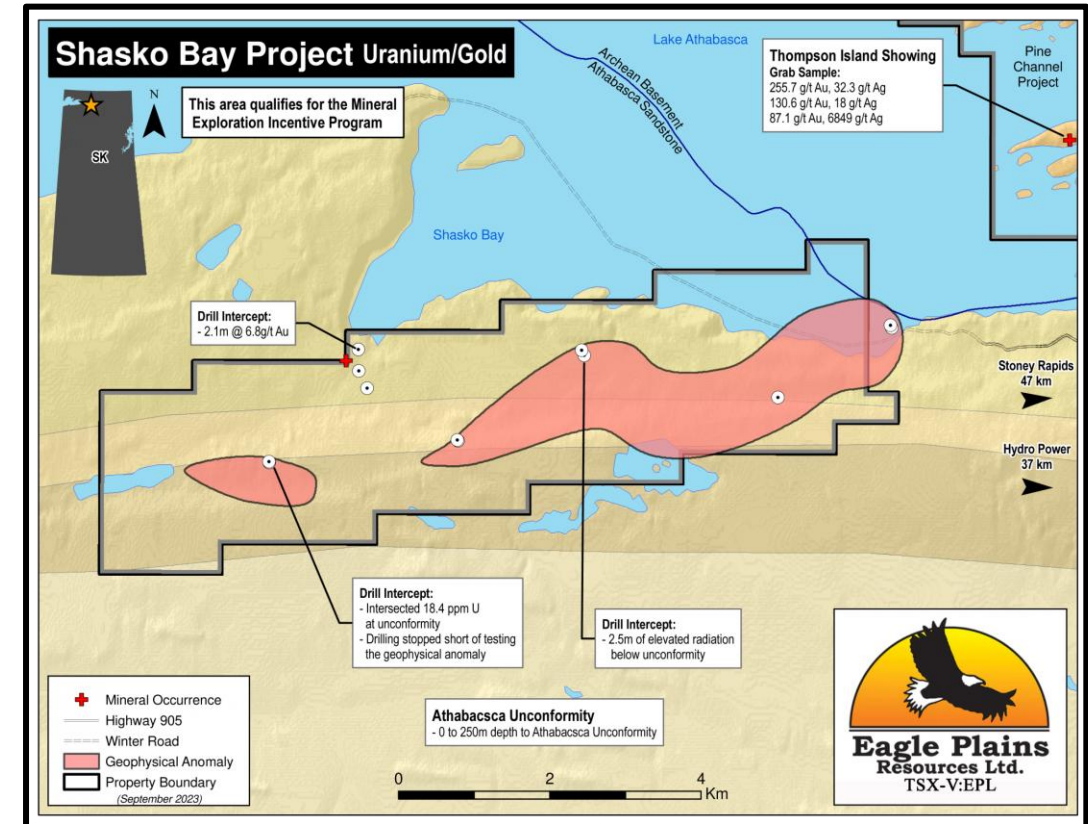 Shasko Bay Project Uranium/Gold
This area qualifies for the Mineral
Exploration Incentive Program
N
SK
Lake Athabasca
Archean Basement
Athabasca Sandstone
Thompson Island Showing
Grab Sample:
255.7 g/t Au, 32.3 g/t Ag
130.6 g/t Au, 18 g/t Ag
87.1 g/t Au, 6849 g/t Ag
Pine
Channel
Project
Shasko Bay
Drill Intercept:
- 2.1m @ 6.8g/t Au
Stoney Rapids
47 km
Hydro Power
37 km
Drill Intercept:
- Intersected 18.4 ppm U
at unconformity
- Drilling stopped short of testing
the geophysical anomaly
Drill Intercept:
- 2.5m of elevated radiation
below unconformity
Mineral Occurrence
Highway 905
Winter Road
Geophysical Anomaly
Property Boundary
(September 2023)
Athabacsca Unconformity
- 0 to 250m depth to Athabacsca Unconformity
0 2 4
Km
Eagle Plains
Resources Ltd.
TSX-V:EPL